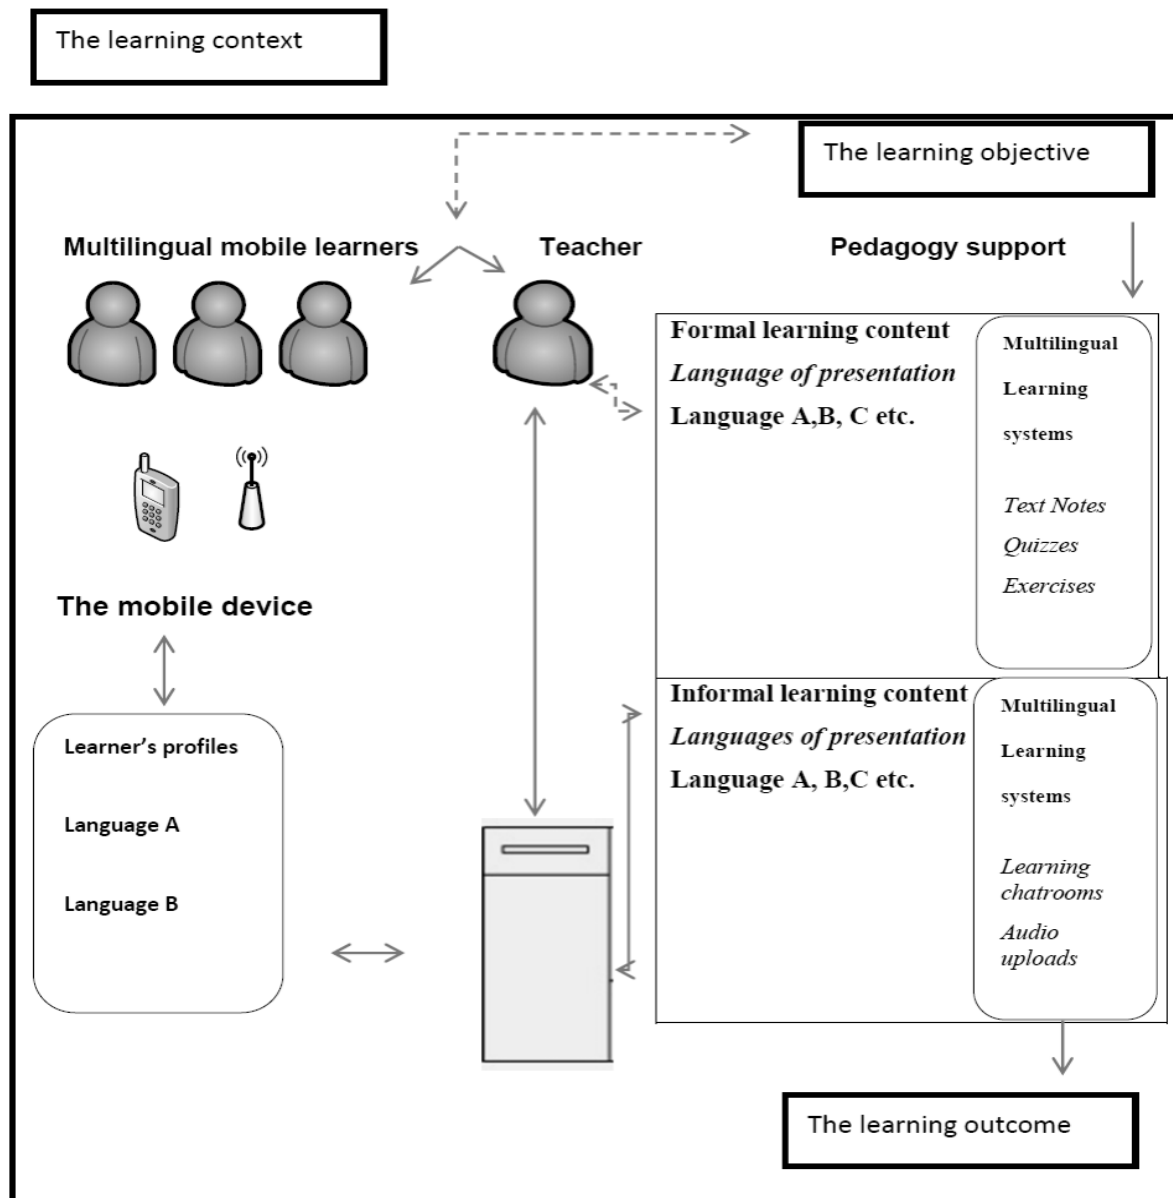 The learning context
The learning objective
Multilingual mobile learners
Teacher
Pedagogy support
Formal learning content
Language of presentation
Language A,B, C etc.
Multilingual
Learning
systems
Text Notes
Quizzes
Exercises
The mobile device
Learner’s profiles
Language A
Language B
Informal learning content
Languages of presentation
Language A, B,C etc.
Multilingual
Learning
systems
Learning
chatrooms
Audio
uploads
The learning outcome